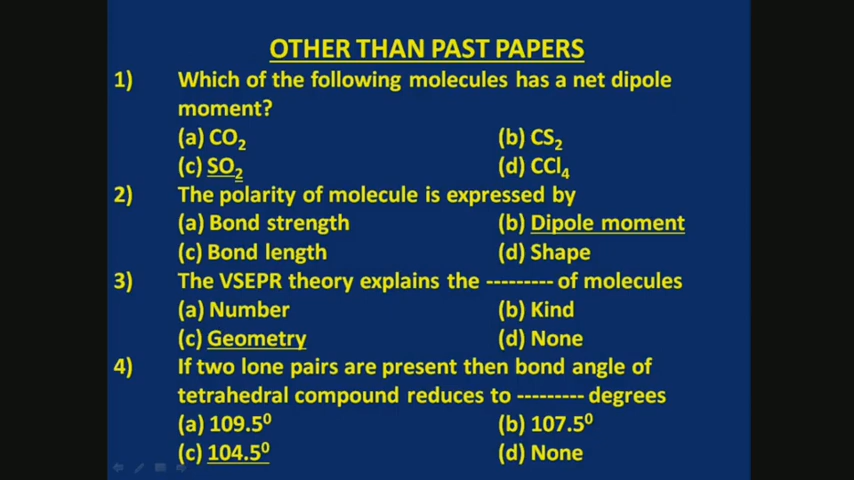 OTHER THAN PAST PAPERS
1) Which of the following molecules has a net dipole
moment?
(a) CO₂ (b) CS₂
(c) SO₂ (d) CCl₄
2) The polarity of molecule is expressed by
(a) Bond strength (b) Dipole moment
(c) Bond length (d) Shape
3) The VSEPR theory explains the --------- of molecules
(a) Number (b) Kind
(c) Geometry (d) None
4) If two lone pairs are present then bond angle of
tetrahedral compound reduces to --------- degrees
(a) 109.5⁰ (b) 107.5⁰
(c) 104.5⁰ (d) None